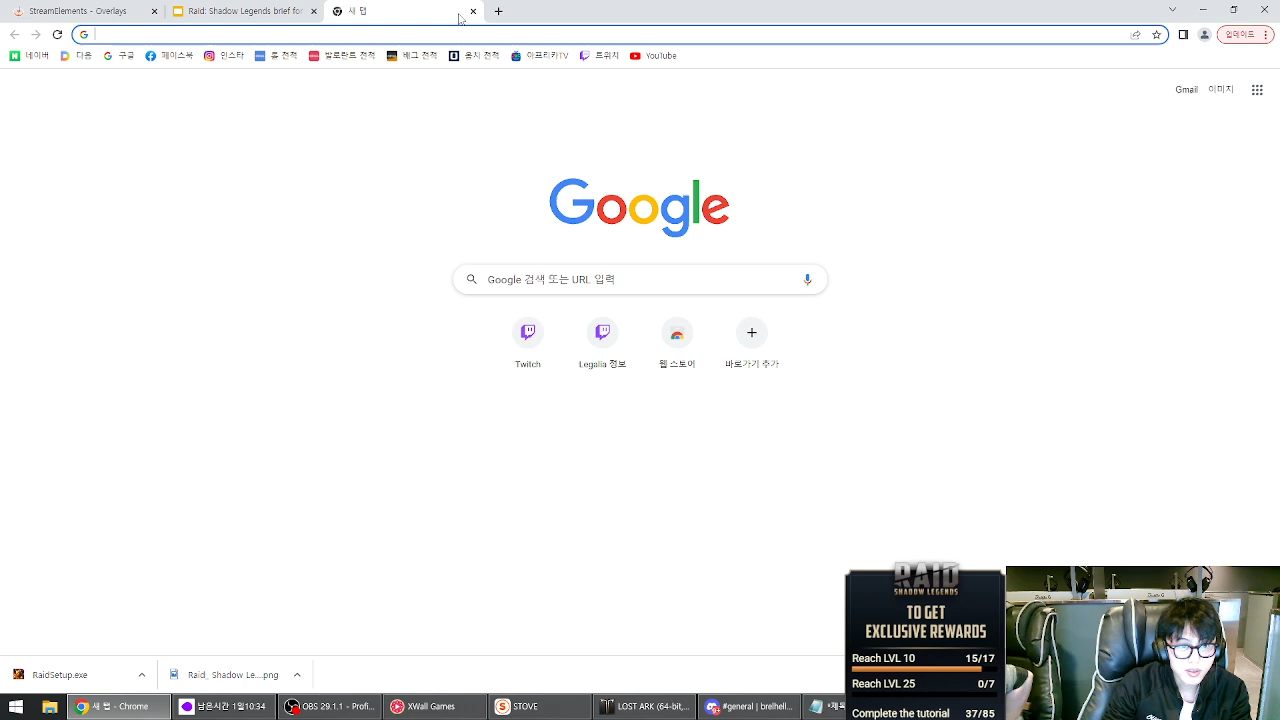 StreamElements - Overlays
Raid: Shadow Legends brief for
새 탭
업데이트
네이버
다음
구글
페이스북
인스타
롤 전적
발로란트 전적
배그 전적
옵치 전적
아프리카TV
트위치
YouTube
Gmail
이미지
Google
Google 검색 또는 URL 입력
Twitch
Legalia 정보
웹 스토어
바로가기 추가
RAID
SHADOW LEGENDS
TO GET
EXCLUSIVE REWARDS
Reach LVL 10 15/17
Reach LVL 25 0/7
Complete the tutorial 37/85
RaidSetup.exe
Raid_ Shadow Le....png
새 탭 - Chrome
남은시간 1일10:34
OBS 29.1.1 - Profi...
XWall Games
STOVE
LOST ARK (64-bit,...
#general | brelhell...